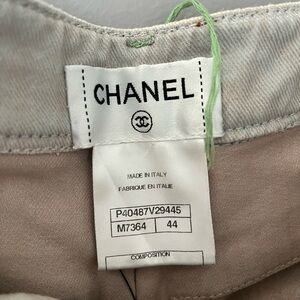 CHANEL
MADE IN ITALY
FABRIQUE EN ITALIE
P40487V29445
M7364 44
COMPOSITION